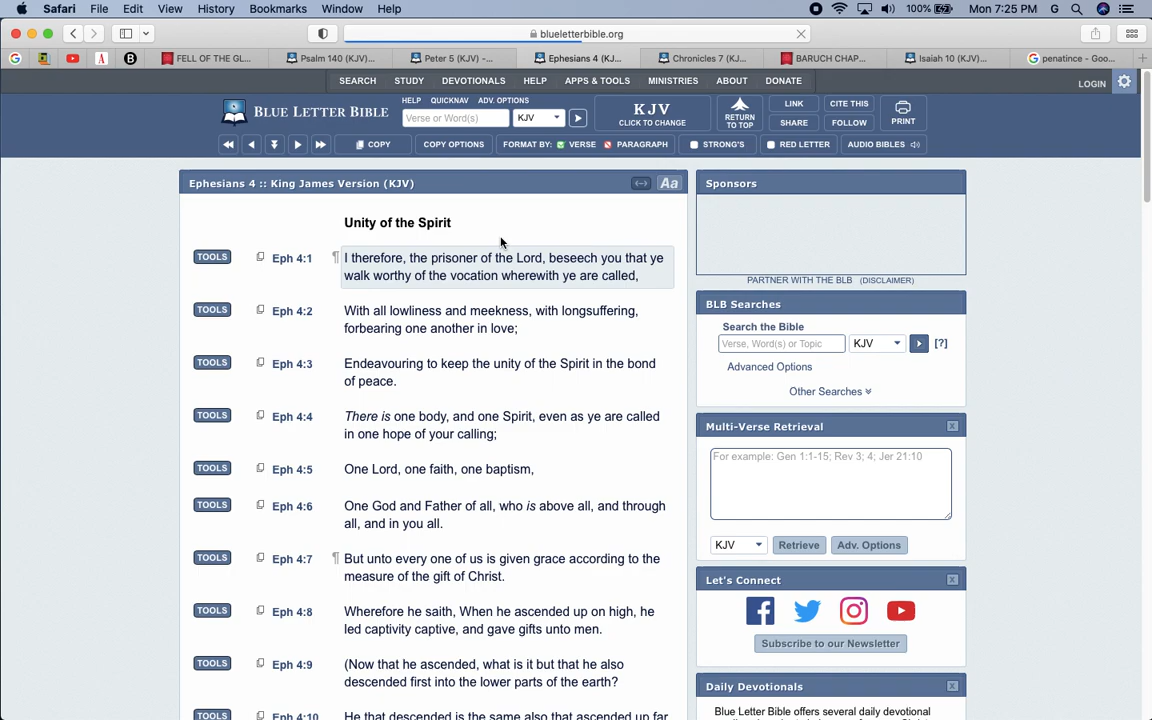 Safari File Edit View History Bookmarks Window Help 100% Mon 7:25 PM G
blueletterbible.org
FELL OF THE GL... Psalm 140 (KJV)... Peter 5 (KJV) -... Ephesians 4 (KJ... Chronicles 7 (KJ... BARUCH CHAP... Isaiah 10 (KJV)... penatince - Goo...
SEARCH STUDY DEVOTIONALS HELP APPS & TOOLS MINISTRIES ABOUT DONATE LOGIN
BLUE LETTER BIBLE
HELP QUICKNAV ADV. OPTIONS
Verse or Word(s) KJV
KJV
CLICK TO CHANGE
RETURN
TO TOP
LINK CITE THIS
SHARE FOLLOW
PRINT
COPY COPY OPTIONS FORMAT BY: VERSE PARAGRAPH STRONG'S RED LETTER AUDIO BIBLES
Ephesians 4 :: King James Version (KJV) Aa
Unity of the Spirit
TOOLS Eph 4:1 ¶ I therefore, the prisoner of the Lord, beseech you that ye
walk worthy of the vocation wherewith ye are called,
TOOLS Eph 4:2 With all lowliness and meekness, with longsuffering,
forbearing one another in love;
TOOLS Eph 4:3 Endeavouring to keep the unity of the Spirit in the bond
of peace.
TOOLS Eph 4:4 There is one body, and one Spirit, even as ye are called
in one hope of your calling;
TOOLS Eph 4:5 One Lord, one faith, one baptism,
TOOLS Eph 4:6 One God and Father of all, who is above all, and through
all, and in you all.
TOOLS Eph 4:7 ¶ But unto every one of us is given grace according to the
measure of the gift of Christ.
TOOLS Eph 4:8 Wherefore he saith, When he ascended up on high, he
led captivity captive, and gave gifts unto men.
TOOLS Eph 4:9 (Now that he ascended, what is it but that he also
descended first into the lower parts of the earth?
TOOLS Eph 4:10 He that descended is the same also that ascended up far
Sponsors
PARTNER WITH THE BLB (DISCLAIMER)
BLB Searches
Search the Bible
Verse, Word(s) or Topic KJV [?]
Advanced Options
Other Searches
Multi-Verse Retrieval
For example: Gen 1:1-15; Rev 3; 4; Jer 21:10
KJV Retrieve Adv. Options
Let's Connect
Subscribe to our Newsletter
Daily Devotionals
Blue Letter Bible offers several daily devotional